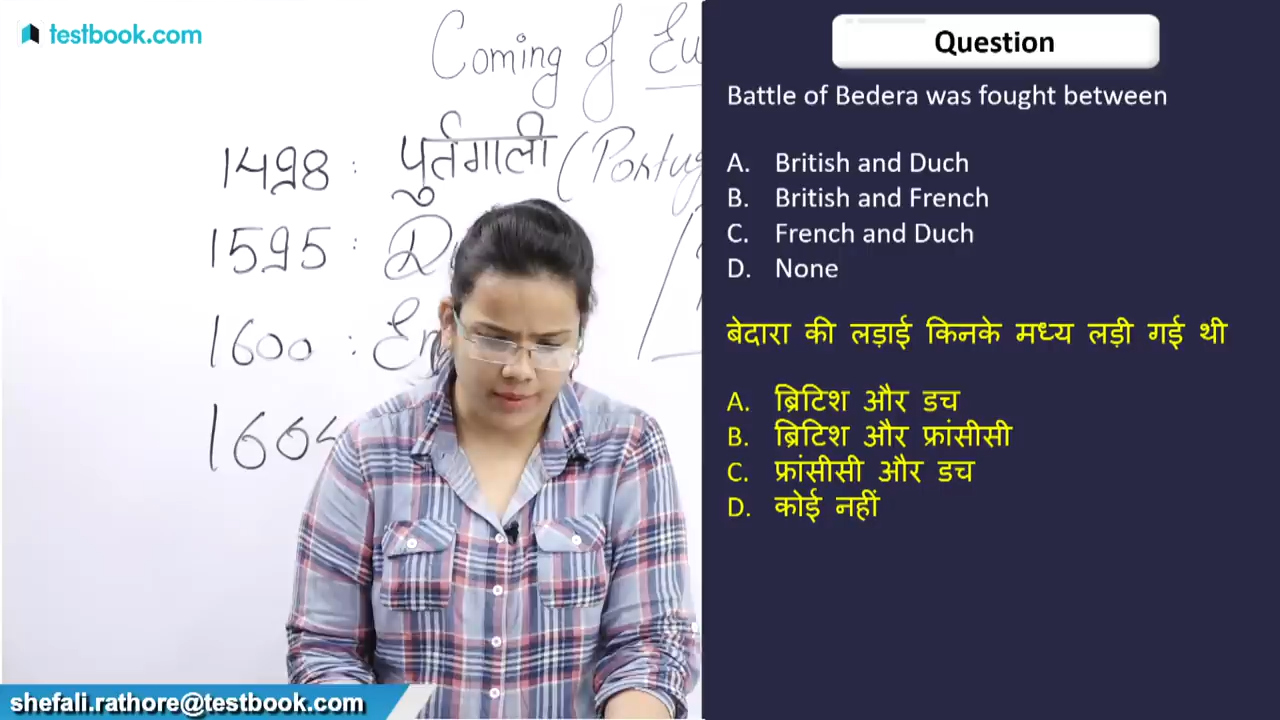 testbook.com
Coming of Eu
1498 : पुर्तगाली (Portug
1595 :
1600 : En
1604
shefali.rathore@testbook.com
Question
Battle of Bedera was fought between
A. British and Duch
B. British and French
C. French and Duch
D. None
बेदारा की लड़ाई किनके मध्य लड़ी गई थी
A. ब्रिटिश और डच
B. ब्रिटिश और फ्रांसीसी
C. फ्रांसीसी और डच
D. कोई नहीं